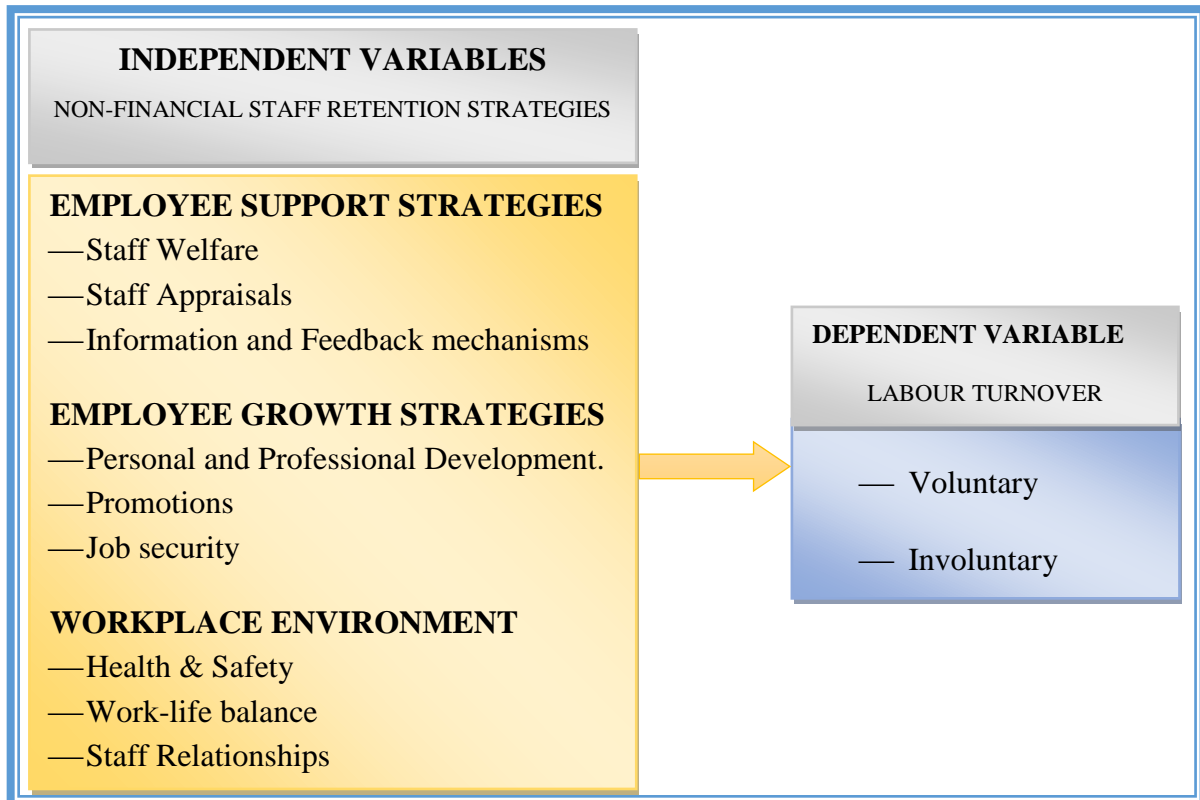 INDEPENDENT VARIABLES
NON-FINANCIAL STAFF RETENTION STRATEGIES
EMPLOYEE SUPPORT STRATEGIES
—Staff Welfare
—Staff Appraisals
—Information and Feedback mechanisms
EMPLOYEE GROWTH STRATEGIES
—Personal and Professional Development.
—Promotions
—Job security
WORKPLACE ENVIRONMENT
—Health & Safety
—Work-life balance
—Staff Relationships
DEPENDENT VARIABLE
LABOUR TURNOVER
— Voluntary
— Involuntary